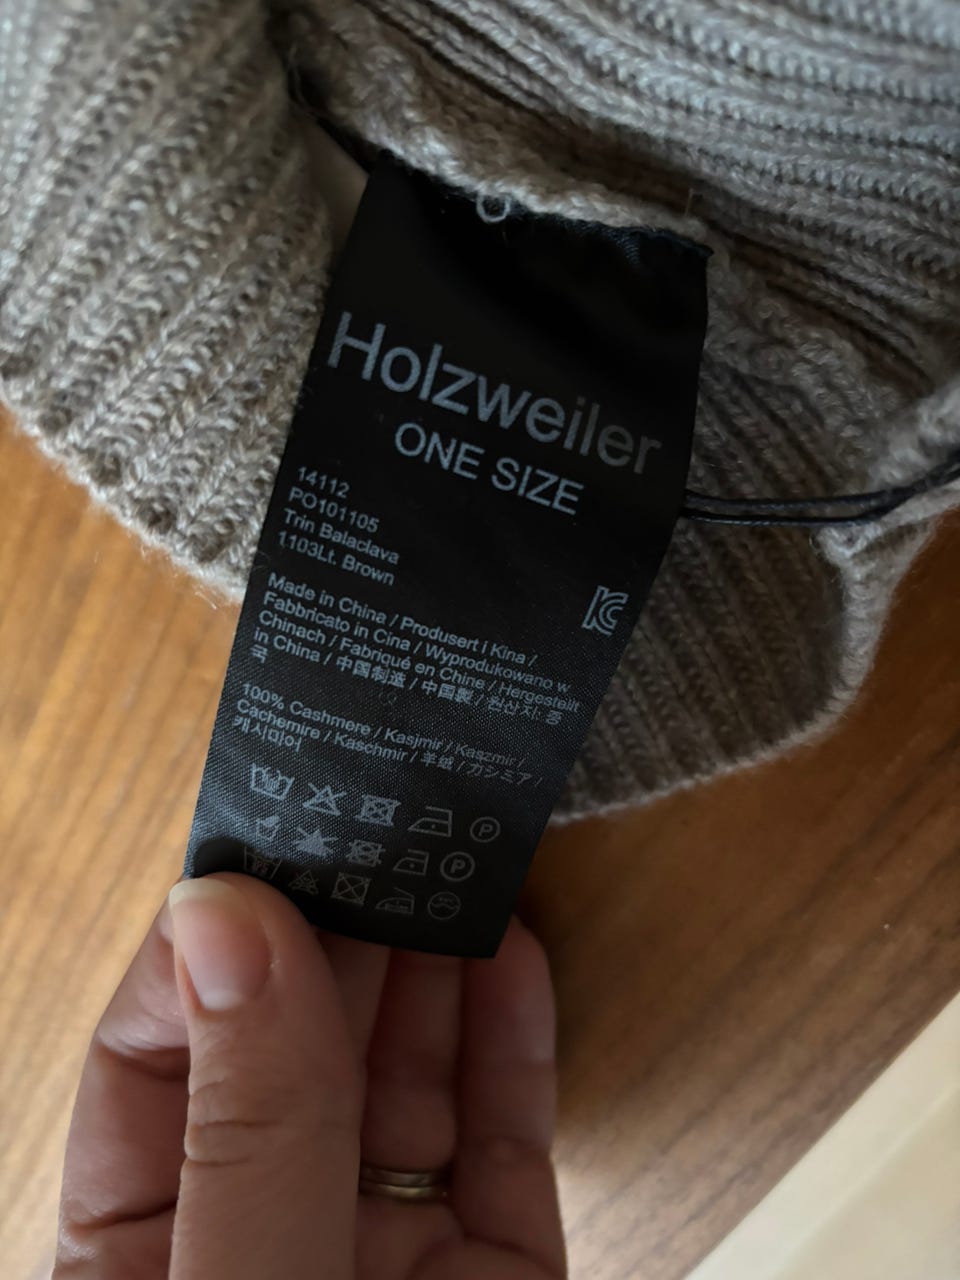 Holzweiler
ONE SIZE
14112
PO101105
Trin Balaclava
1103Lt. Brown
Made in China / Produsert i Kina /
Fabbricato in Cina / Wyprodukowano w
Chinach / Fabriqué en Chine / Hergestellt
in China / 中国制造 / 中国製 / 원산지: 중
국
100% Cashmere / Kasjmir / Kaszmir /
Cachemire / Kaschmir / 羊绒 / カシミア /
캐시미어
P
P